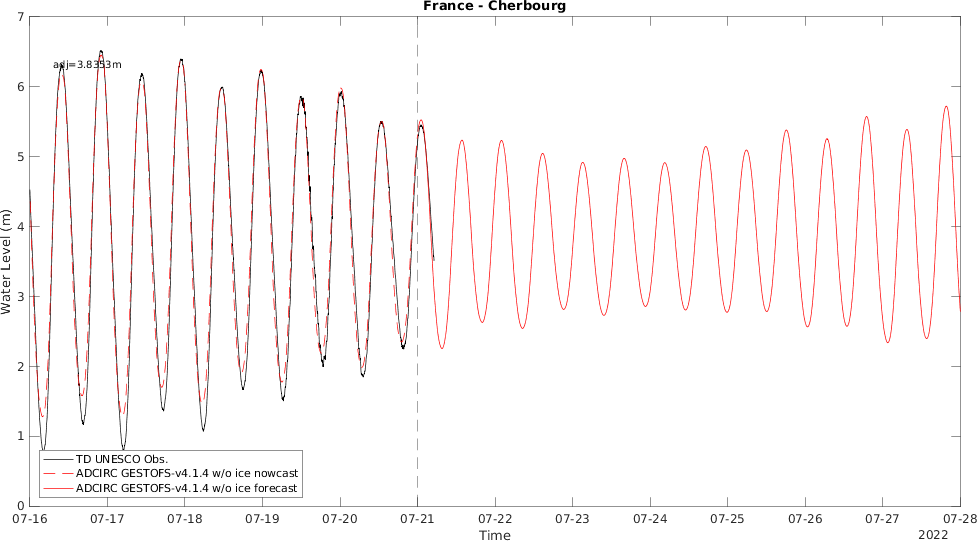 France - Cherbourg
7
adj=3.8353m
6
5
4
3
2
1
0
Water Level (m)
TD UNESCO Obs.
ADCIRC GESTOFS-v4.1.4 w/o ice nowcast
ADCIRC GESTOFS-v4.1.4 w/o ice forecast
07-16 07-17 07-18 07-19 07-20 07-21 07-22 07-23 07-24 07-25 07-26 07-27 07-28
Time
2022